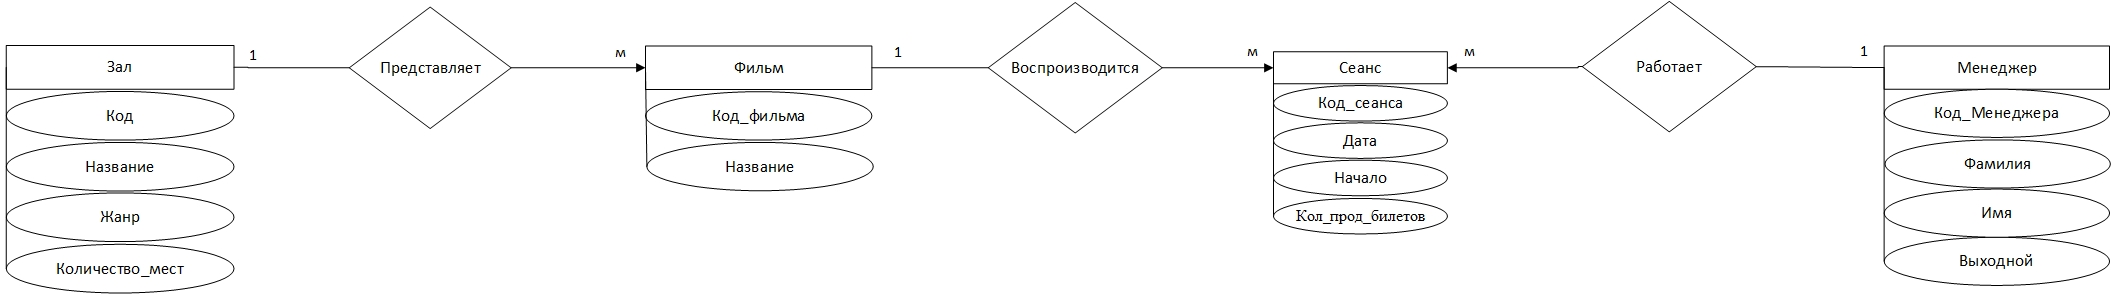 Зал
1
Представляет
м
Фильм
1
Воспроизводится
м
Сеанс
м
Работает
1
Менеджер
Код
Название
Жанр
Количество_мест
Код_фильма
Название
Код_сеанса
Дата
Начало
Кол_прод_билетов
Код_Менеджера
Фамилия
Имя
Выходной